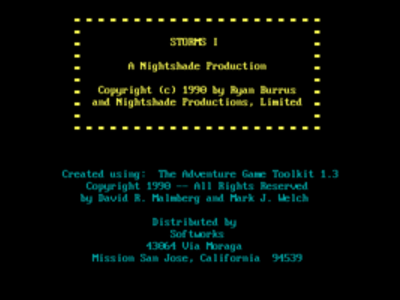 STORMS I
A Nightshade Production
Copyright (c) 1990 by Ryan Burrus
and Nightshade Productions, Limited
Created using: The Adventure Game Toolkit 1.3
Copyright 1990 -- All Rights Reserved
by David R. Malmberg and Mark J. Welch
Distributed by
Softworks
43064 Via Moraga
Mission San Jose, California 94539